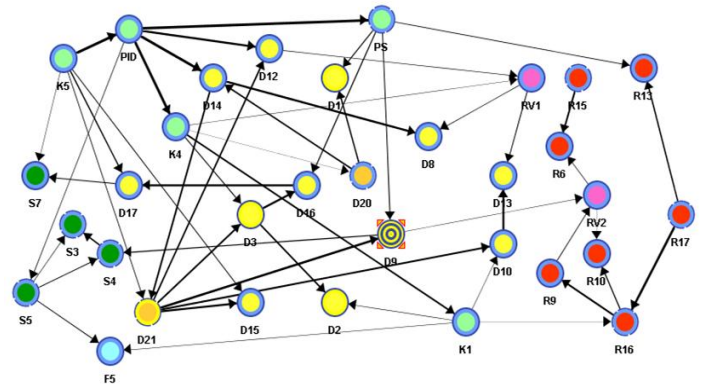 PID
PS
K5
D12
D14
D1
RV1
R15
R13
K4
D8
R6
S7
D17
D16
D20
D13
RV2
R17
S3
D3
D9
S4
D10
R9
R10
S5
D21
D15
D2
K1
R16
F5